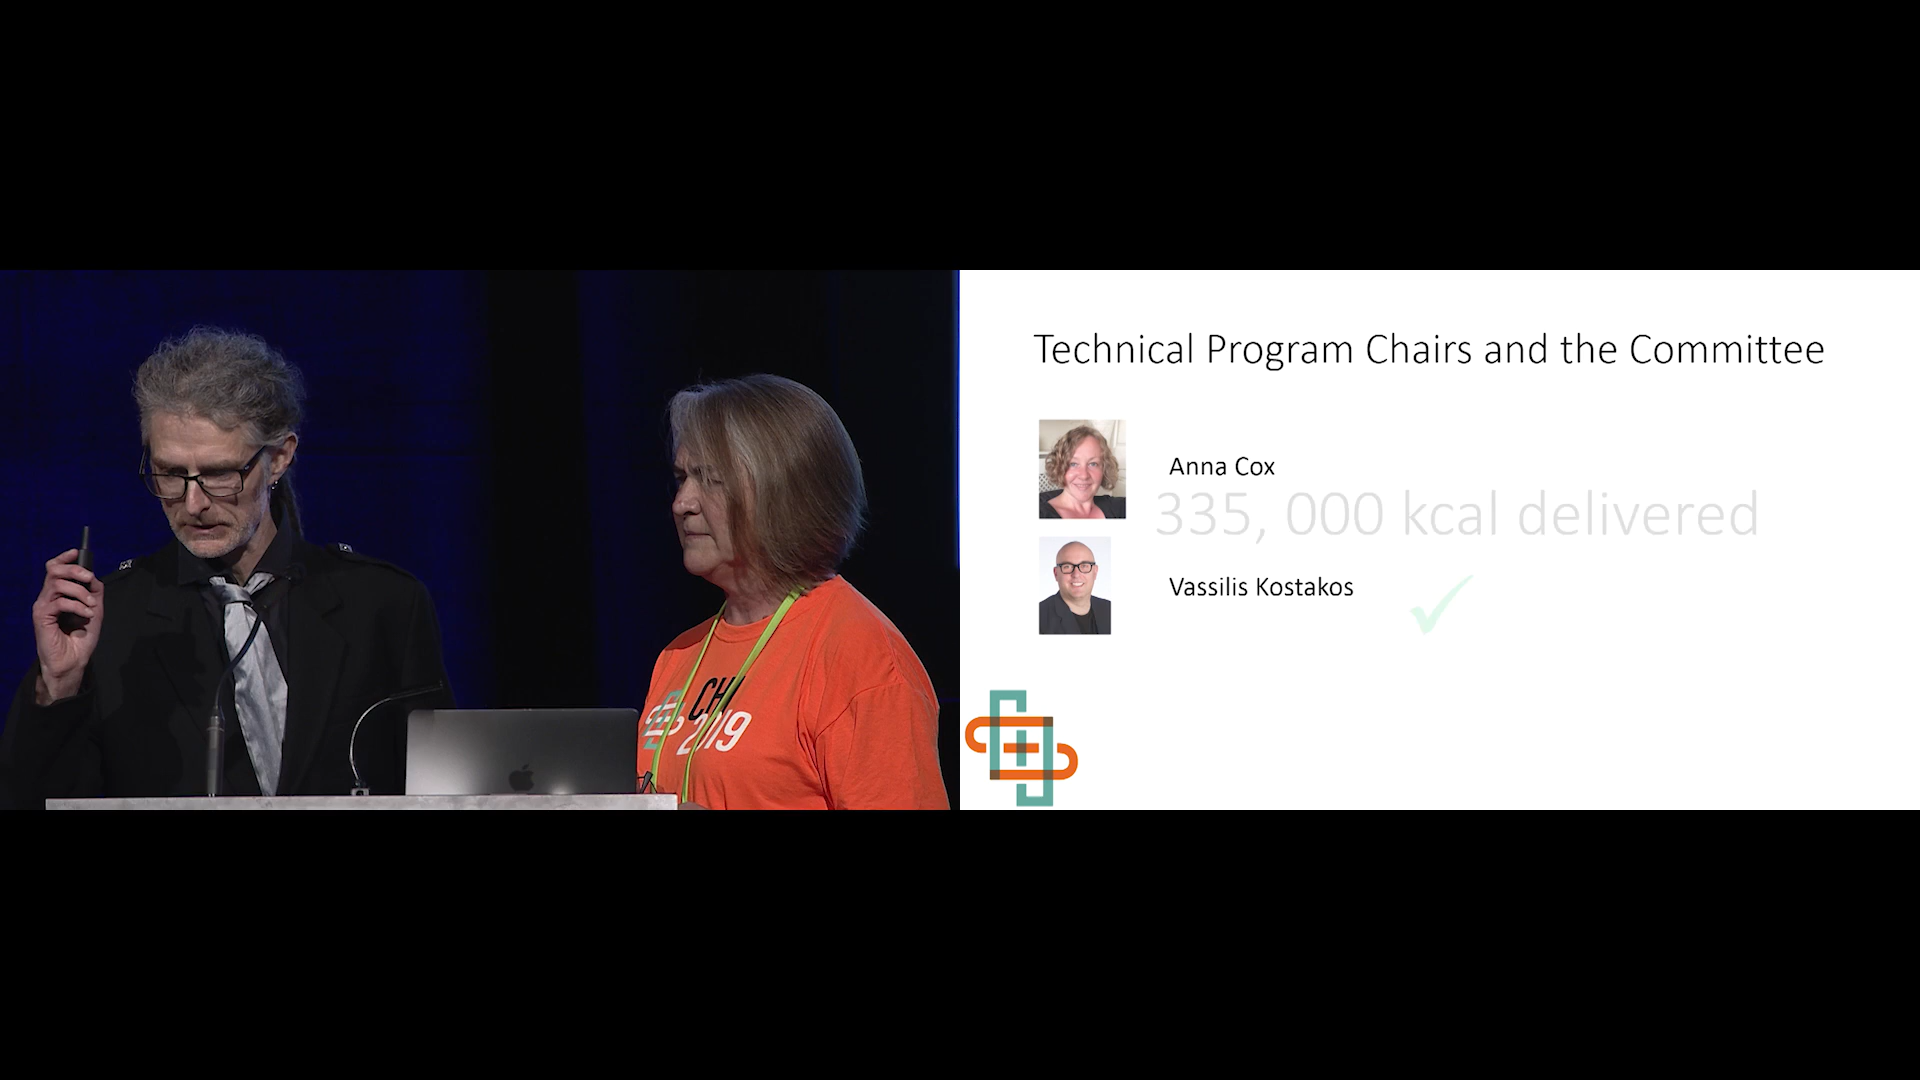 CHI
2019
Technical Program Chairs and the Committee
Anna Cox
335, 000 kcal delivered
Vassilis Kostakos